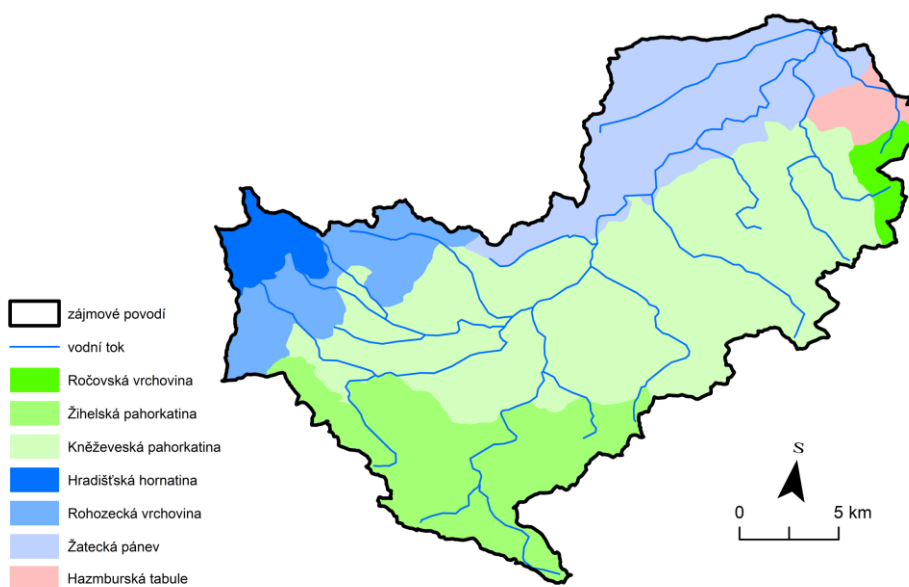 zájmové povodí
vodní tok
Ročovská vrchovina
Žihelská pahorkatina
Kněževeská pahorkatina
Hradišťská hornatina
Rohozecká vrchovina
Žatecká pánev
Hazmburská tabule
S
0 5 km